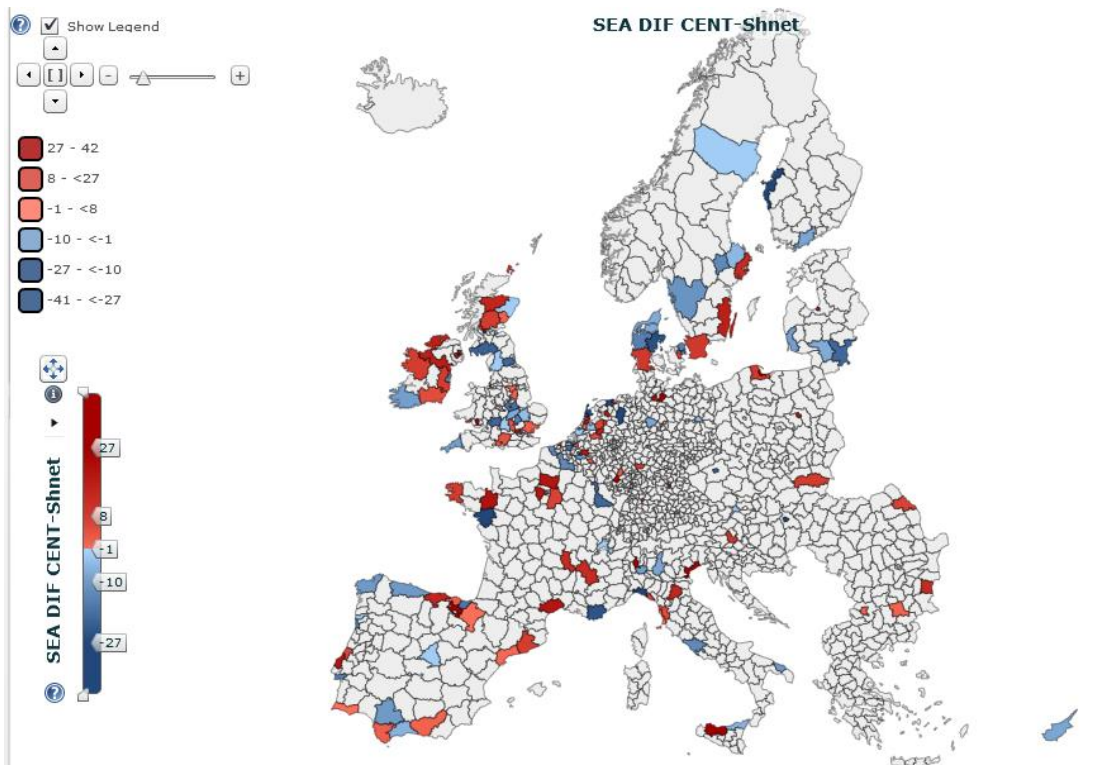 SEA DIF CENT-Shnet
? Show Legend
[ ] - +
27 - 42
8 - <27
-1 - <8
-10 - <-1
-27 - <-10
-41 - <-27
i
27
8
-1
-10
-27
SEA DIF CENT-Shnet
?